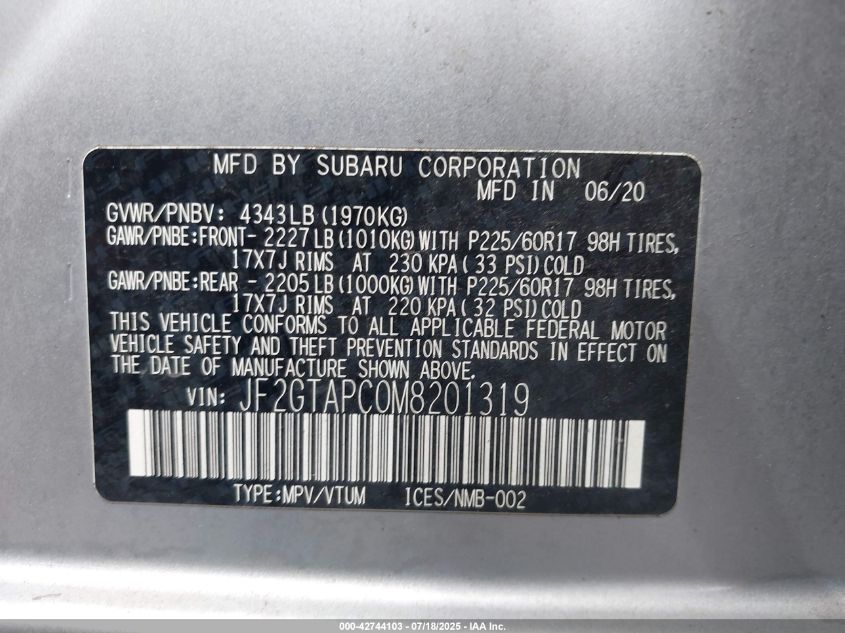 MFD BY SUBARU CORPORATION
MFD IN 06/20
GVWR/PNBV: 4343LB(1970KG)
GAWR/PNBE:FRONT- 2227LB(1010KG)WITH P225/60R17 98H TIRES,
17X7J RIMS AT 230 KPA( 33 PSI)COLD
GAWR/PNBE:REAR - 2205LB(1000KG)WITH P225/60R17 98H TIRES,
17X7J RIMS AT 220 KPA( 32 PSI)COLD
THIS VEHICLE CONFORMS TO ALL APPLICABLE FEDERAL MOTOR
VEHICLE SAFETY AND THEFT PREVENTION STANDARDS IN EFFECT ON
THE DATE OF MANUFACTURE SHOWN ABOVE.
VIN: JF2GTAPC0M8201319
TYPE:MPV/VTUM ICES/NMB-002
000-42744103 - 07/18/2025 - IAA Inc.